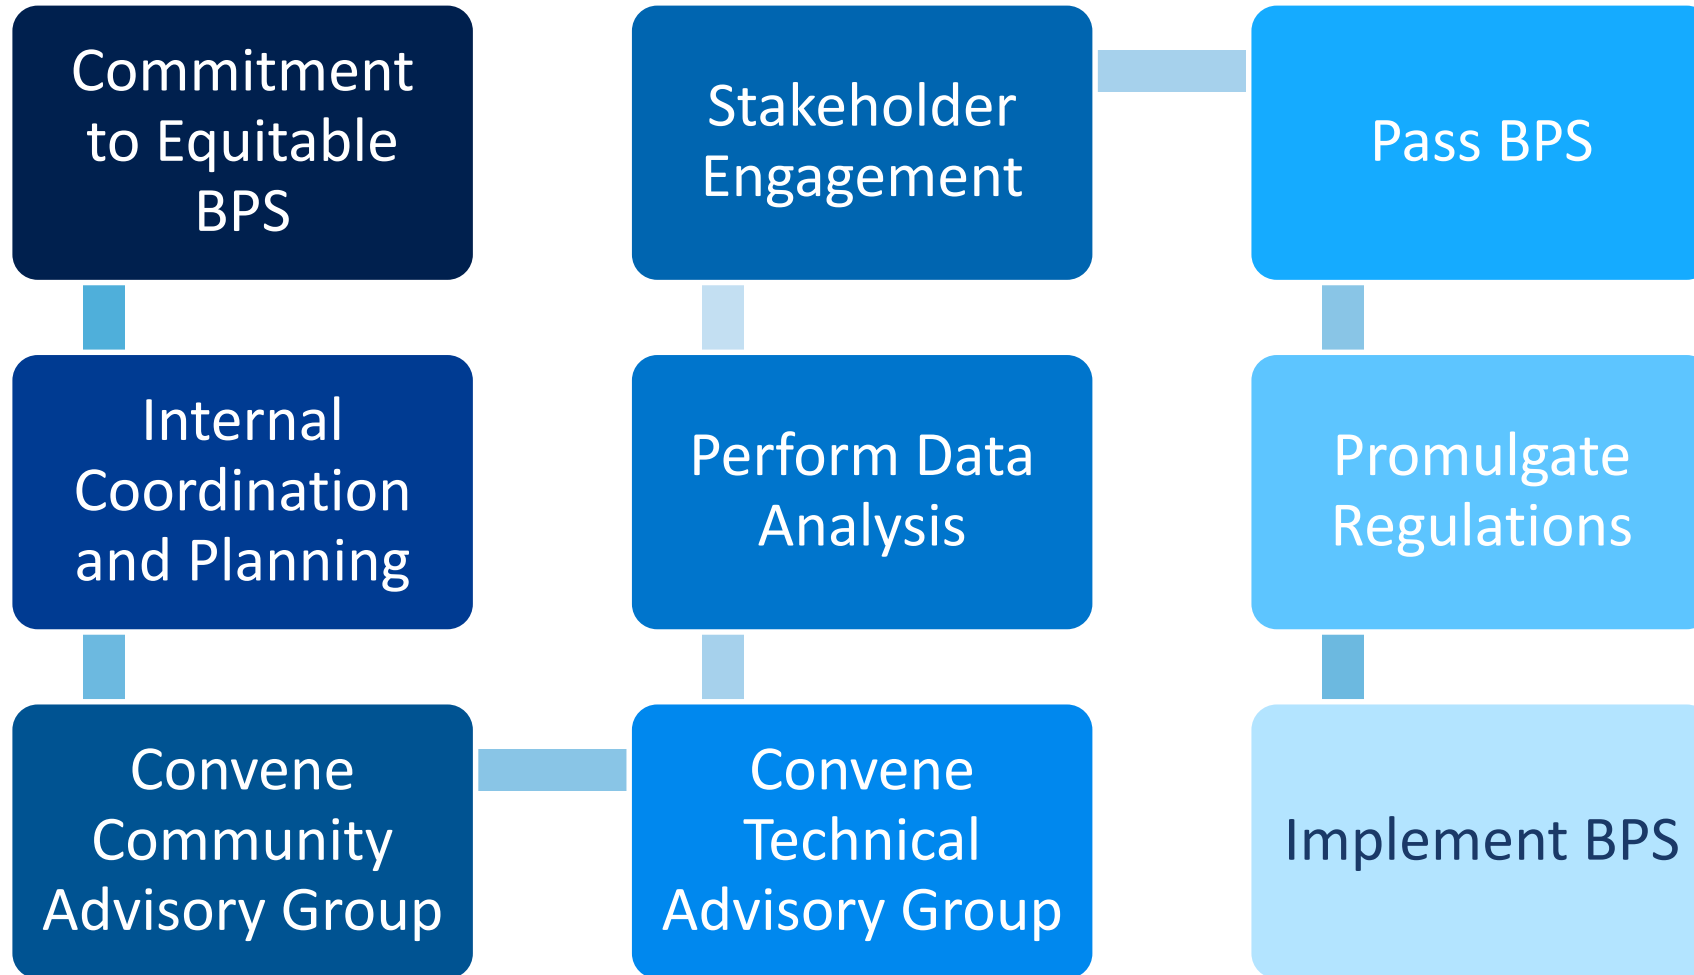 Commitment
to Equitable
BPS
Internal
Coordination
and Planning
Convene
Community
Advisory Group
Convene
Technical
Advisory Group
Perform Data
Analysis
Stakeholder
Engagement
Pass BPS
Promulgate
Regulations
Implement BPS